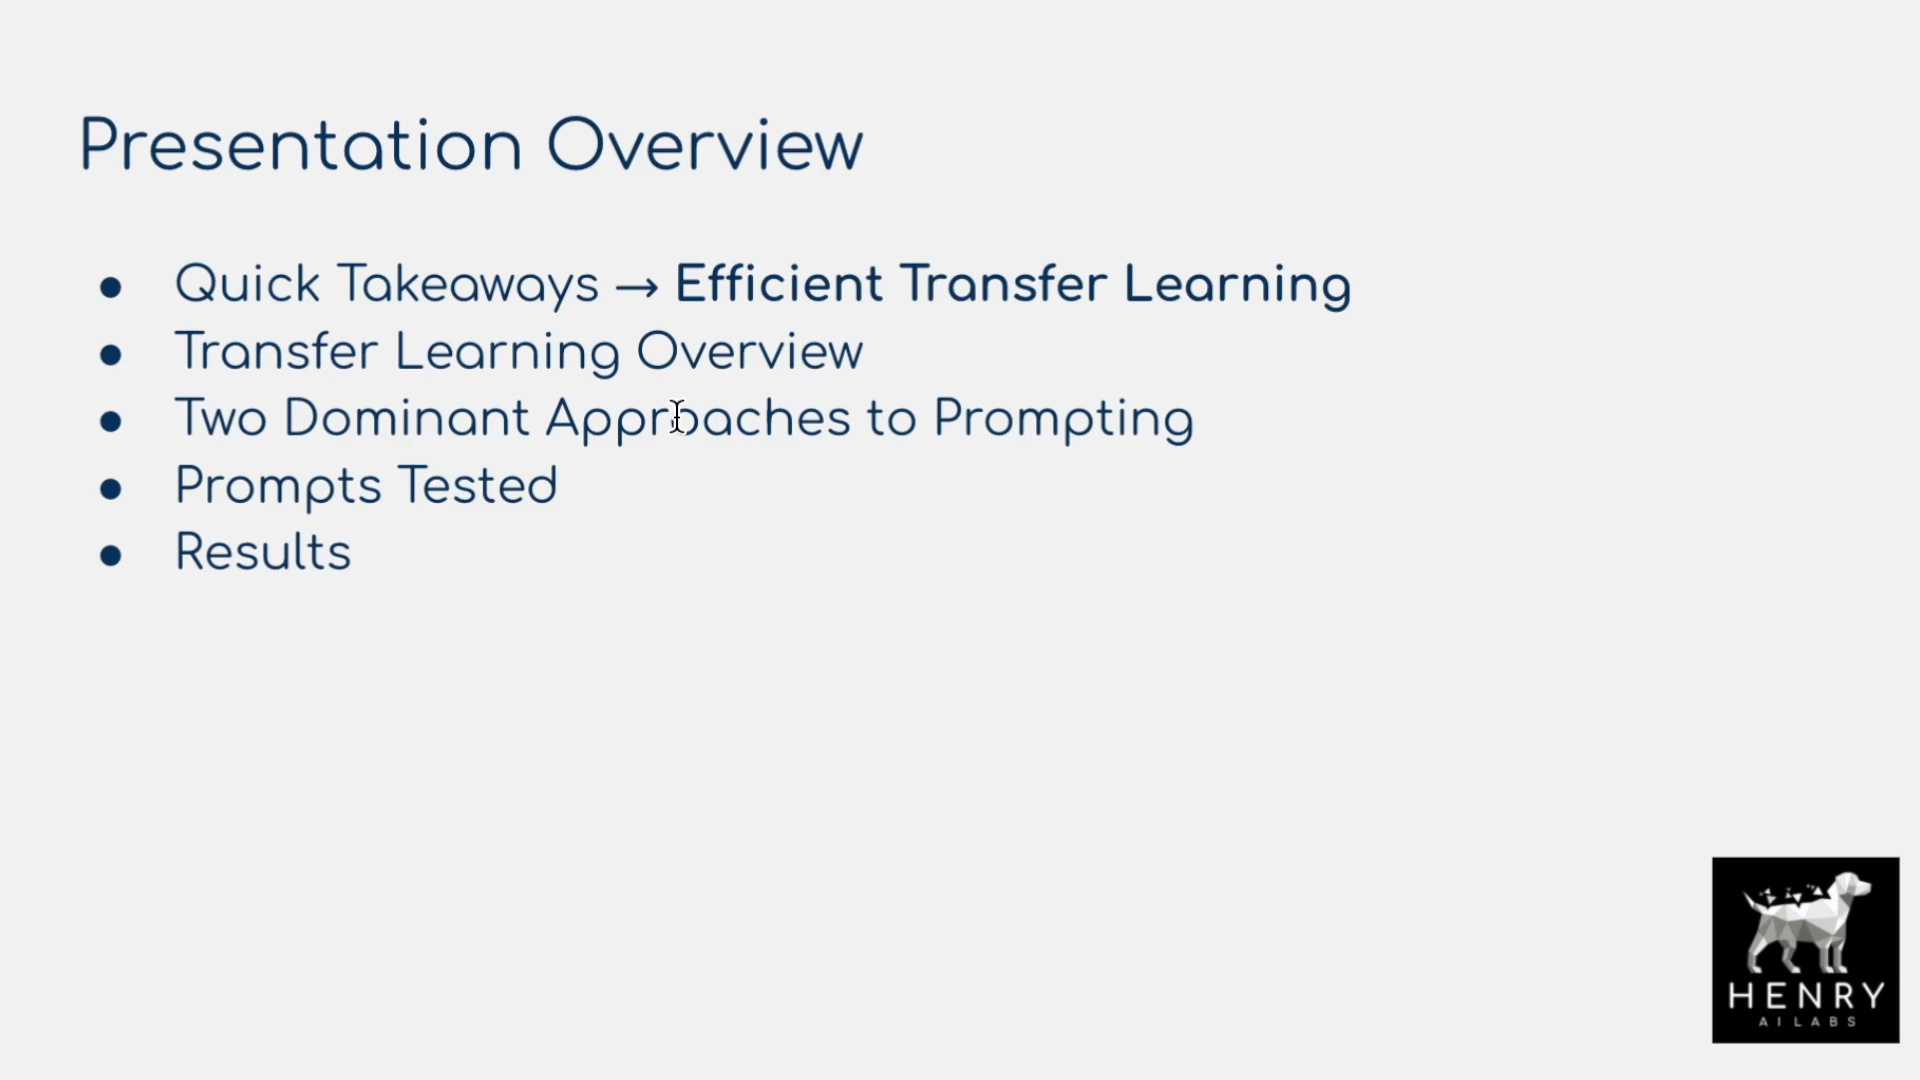 Presentation Overview
● Quick Takeaways → Efficient Transfer Learning
● Transfer Learning Overview
● Two Dominant Approaches to Prompting
● Prompts Tested
● Results
HENRY
AI LABS